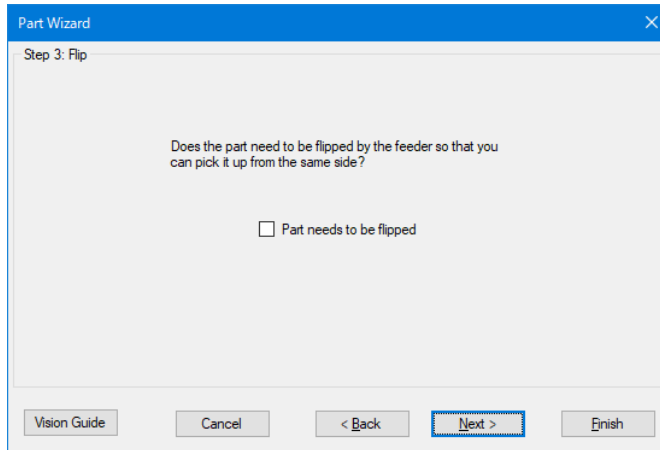 Part Wizard
Step 3: Flip
Does the part need to be flipped by the feeder so that you
can pick it up from the same side?
Part needs to be flipped
Vision Guide Cancel < Back Next > Finish